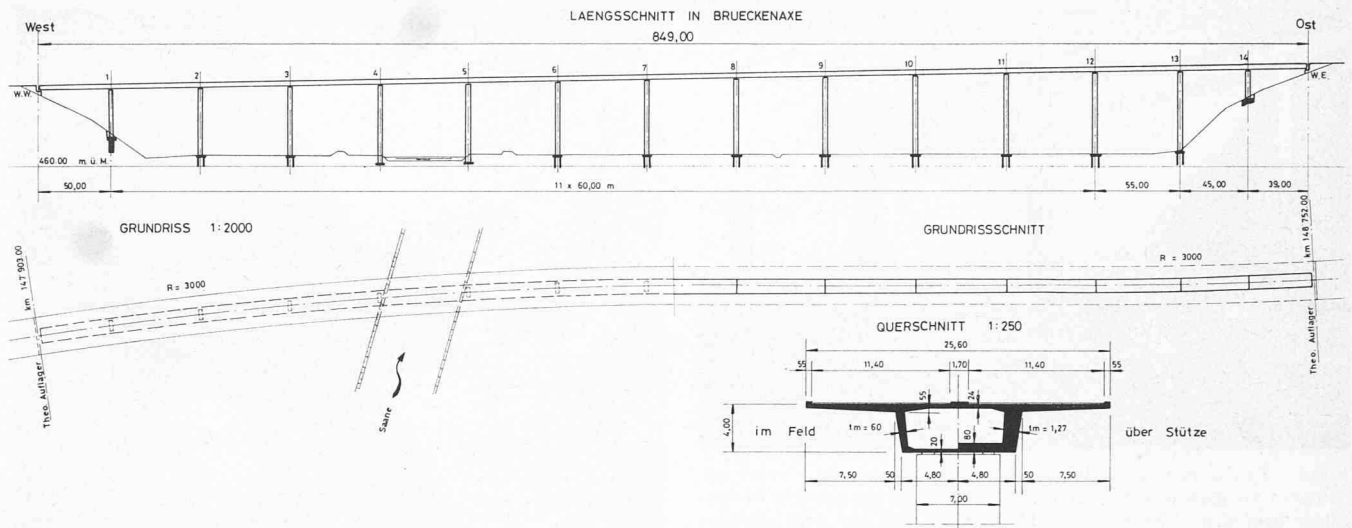 LAENGSSCHNITT IN BRUECKENAXE
West
Ost
849,00
1 2 3 4 5 6 7 8 9 10 11 12 13 14
W.W.
W.E.
460.00 m. ü. M.
50,00
11 x 60,00 m
55,00
45,00
39,00
GRUNDRISS 1:2000
GRUNDRISSSCHNITT
km 147 903.00
R = 3000
R = 3000
km 148 752.00
Theo. Auflager
Saane
Theo. Auflager
QUERSCHNITT 1:250
25,60
55
11,40
1,70
11,40
55
55
24
4,00
im Feld
tm = 60
20
80
tm = 1,27
über Stütze
7,50
50
4,80
4,80
50
7,50
7,00